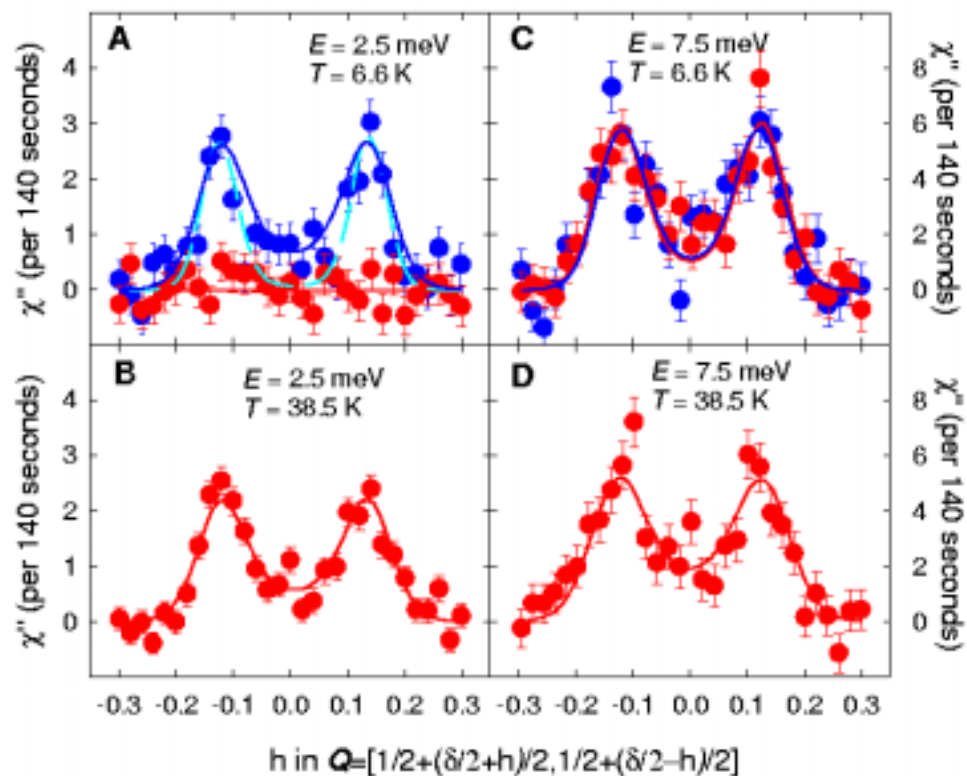 A
E = 2.5 meV
T = 6.6 K
C
E = 7.5 meV
T = 6.6 K
χ'' (per 140 seconds)
4
3
2
1
0
8
6
4
2
0
χ'' (per 140 seconds)
B
E = 2.5 meV
T = 38.5 K
D
E = 7.5 meV
T = 38.5 K
χ'' (per 140 seconds)
4
3
2
1
0
8
6
4
2
0
χ'' (per 140 seconds)
-0.3 -0.2 -0.1 0.0 0.1 0.2 0.3 -0.3 -0.2 -0.1 0.0 0.1 0.2 0.3
h in Q=[1/2+(δ/2+h)/2,1/2+(δ/2−h)/2]